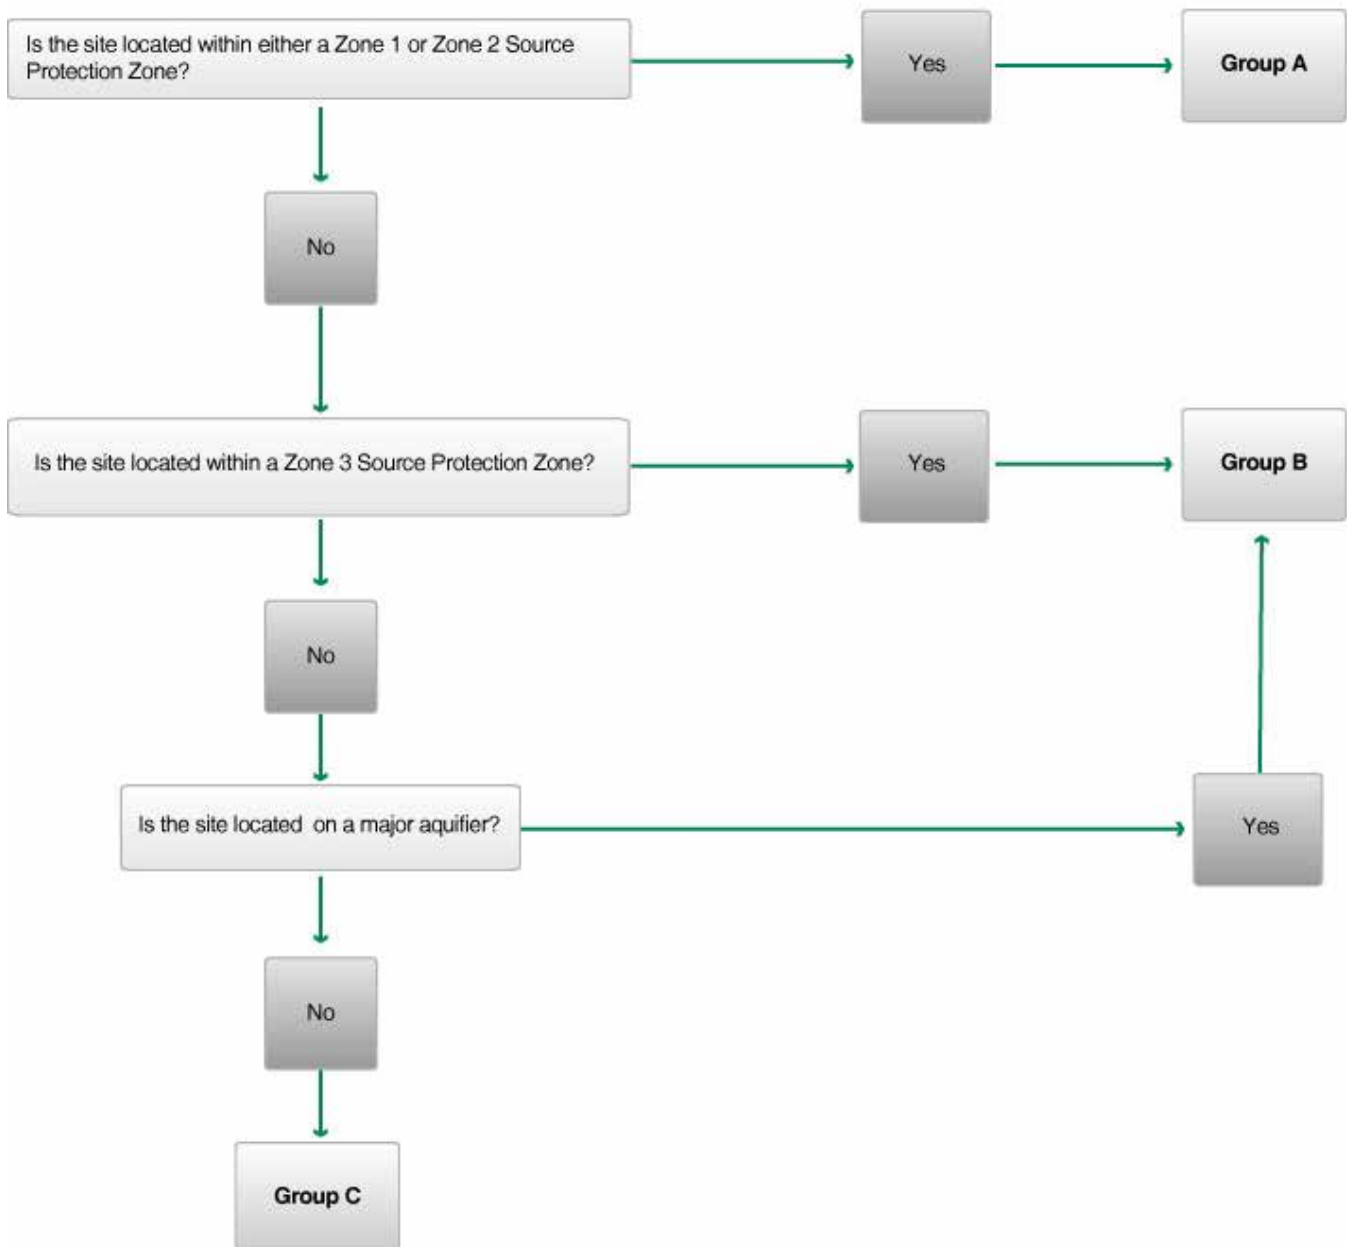 Is the site located within either a Zone 1 or Zone 2 Source
Protection Zone?
Yes
Group A
No
Is the site located within a Zone 3 Source Protection Zone?
Yes
Group B
No
Is the site located on a major aquifier?
Yes
No
Group C